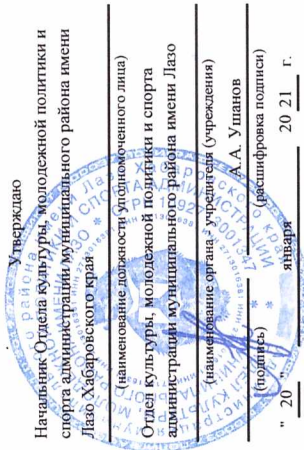 Утверждаю
Начальник Отдела культуры, молодежной политики и
спорта администрации муниципального района имени
Лазо Хабаровского края
(наименование должности уполномоченного лица)
Отдел культуры, молодежной политики и спорта
администрации муниципального района имени Лазо
(наименование органа - учредителя (учреждения)
А.А. Ушанов
(подпись) (расшифровка подписи)
" 20 " января 20 21 г.